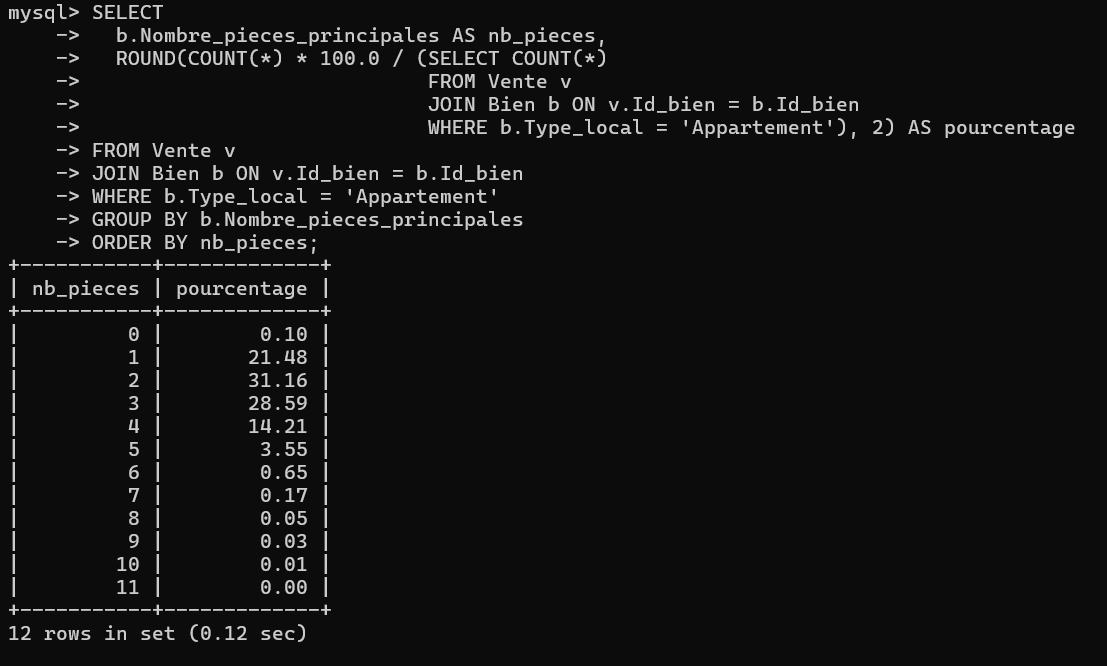 mysql> SELECT
    ->   b.Nombre_pieces_principales AS nb_pieces,
    ->   ROUND(COUNT(*) * 100.0 / (SELECT COUNT(*)
    ->                             FROM Vente v
    ->                             JOIN Bien b ON v.Id_bien = b.Id_bien
    ->                             WHERE b.Type_local = 'Appartement'), 2) AS pourcentage
    -> FROM Vente v
    -> JOIN Bien b ON v.Id_bien = b.Id_bien
    -> WHERE b.Type_local = 'Appartement'
    -> GROUP BY b.Nombre_pieces_principales
    -> ORDER BY nb_pieces;
+-----------+-------------+
| nb_pieces | pourcentage |
+-----------+-------------+
|         0 |        0.10 |
|         1 |       21.48 |
|         2 |       31.16 |
|         3 |       28.59 |
|         4 |       14.21 |
|         5 |        3.55 |
|         6 |        0.65 |
|         7 |        0.17 |
|         8 |        0.05 |
|         9 |        0.03 |
|        10 |        0.01 |
|        11 |        0.00 |
+-----------+-------------+
12 rows in set (0.12 sec)